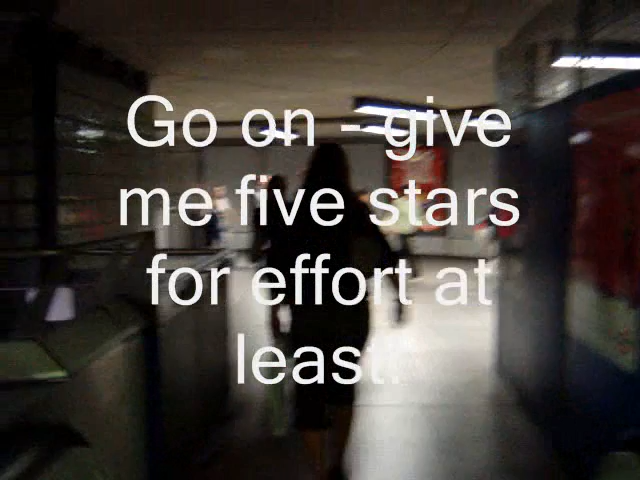 Go on - give
me five stars
for effort at
least!!